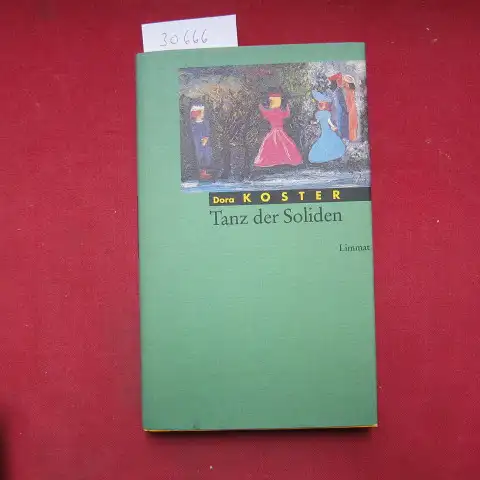 30666
Dora KOSTER
Tanz der Soliden
Limmat